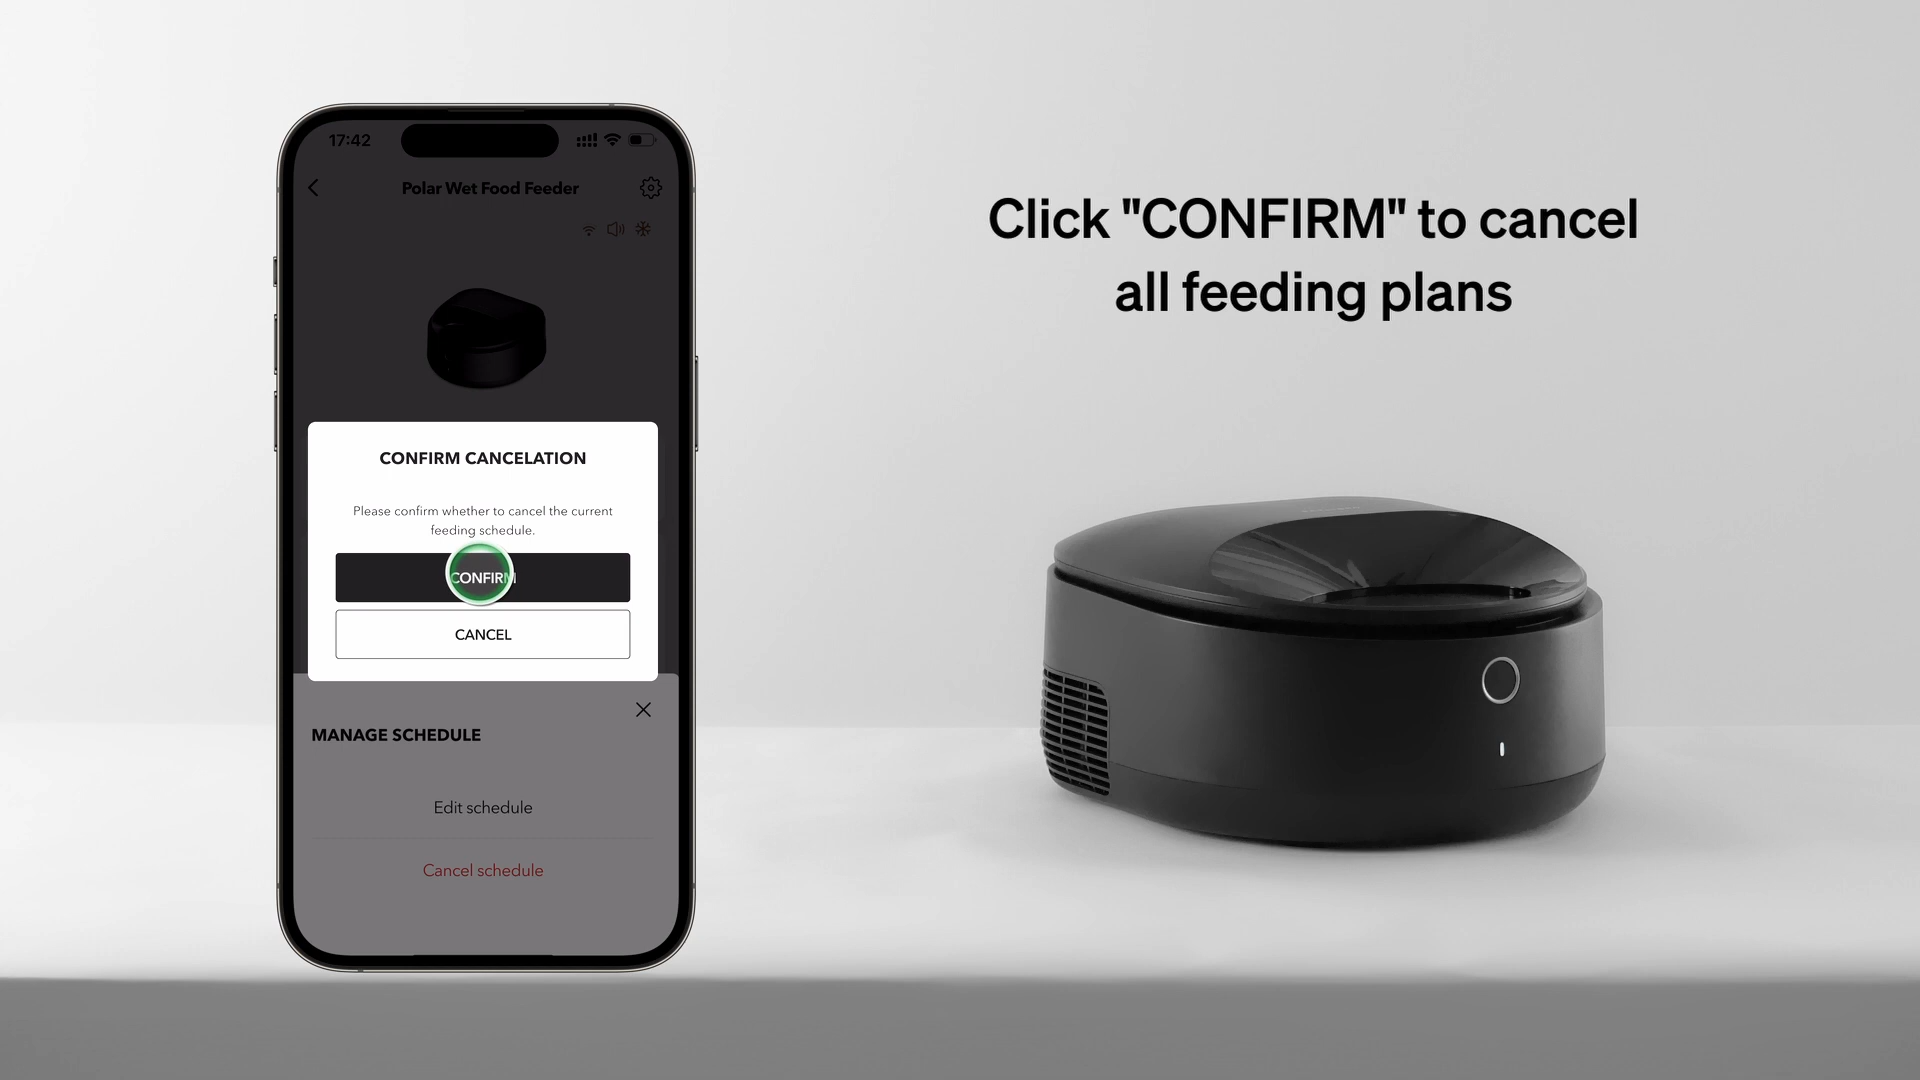 17:42
Polar Wet Food Feeder
CONFIRM CANCELATION
Please confirm whether to cancel the current
feeding schedule.
CONFIRM
CANCEL
MANAGE SCHEDULE
Edit schedule
Cancel schedule
Click "CONFIRM" to cancel
all feeding plans